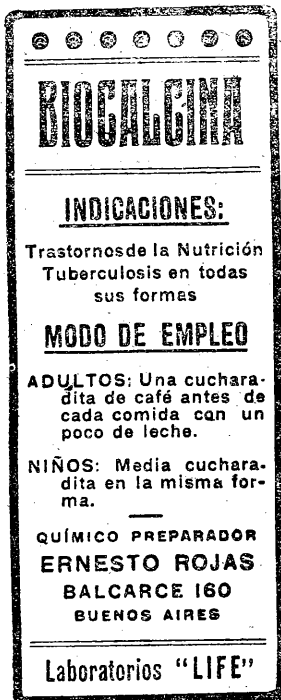 BIOCALCINA
INDICACIONES:
Trastornosde la Nutrición
Tuberculosis en todas
sus formas
MODO DE EMPLEO
ADULTOS: Una cuchara-
dita de café antes de
cada comida con un
poco de leche.
NIÑOS: Media cuchara-
dita en la misma for-
ma.
QUÍMICO PREPARADOR
ERNESTO ROJAS
BALCARCE 160
BUENOS AIRES
Laboratorios "LIFE"